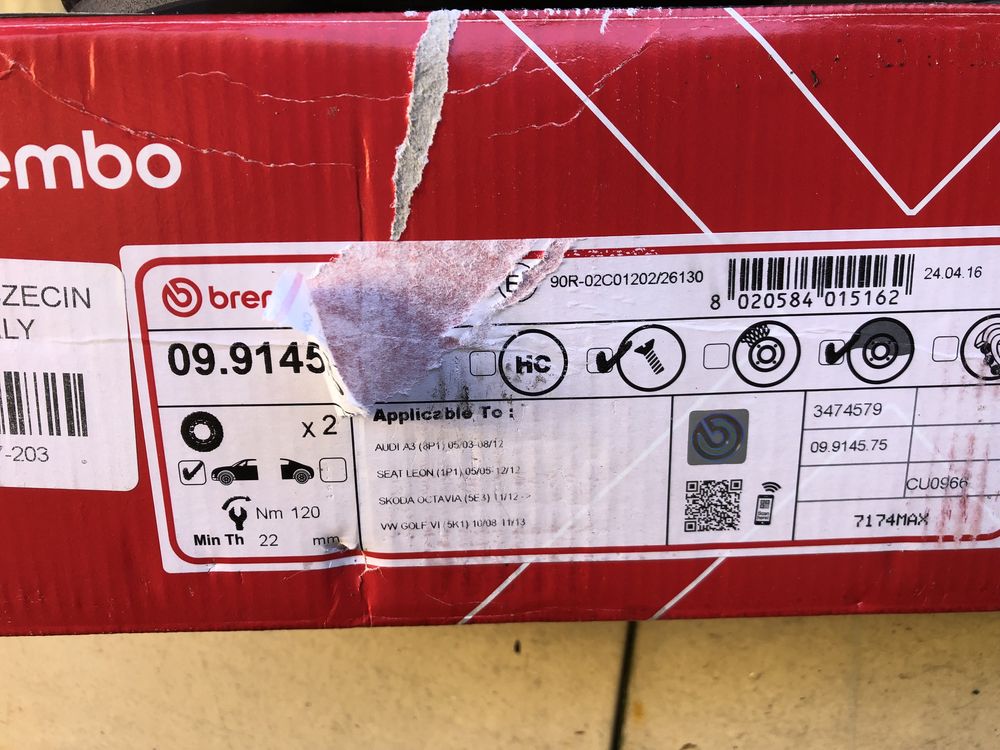 embo
ZECIN
LY
7-203
brem
E
90R-02C01202/26130
8 020584 015162
24.04.16
09.9145
HC
x 2
Nm 120
Min Th 22 mm
Applicable To :
AUDI A3 (8P1) 05/03-08/12
SEAT LEON (1P1) 05/05-12/12
SKODA OCTAVIA (5E3) 11/12 ->
VW GOLF VI (5K1) 10/08 11/13
3474579
09.9145.75
CU0966
7174MAX